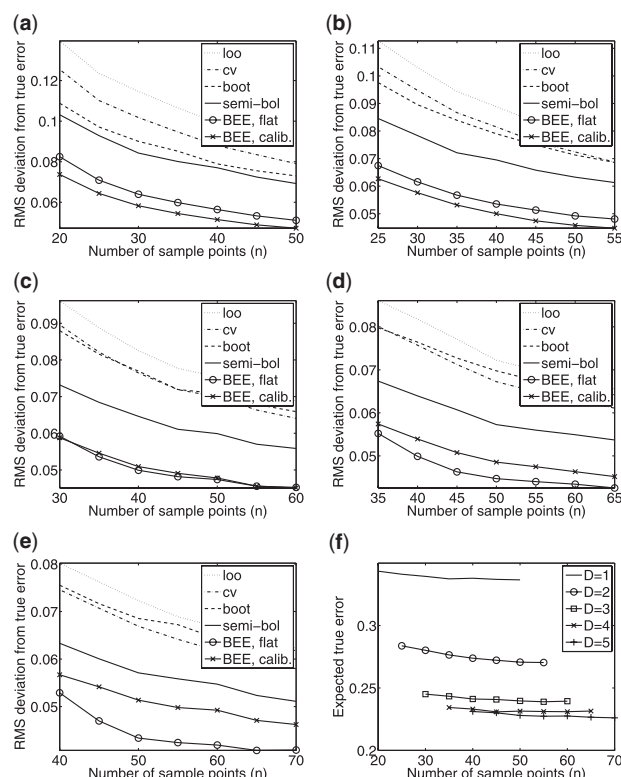 (a)
RMS deviation from true error
0.12
0.1
0.08
0.06
20 30 40 50
Number of sample points (n)
loo
cv
boot
semi-bol
BEE, flat
BEE, calib.
(b)
RMS deviation from true error
0.11
0.1
0.09
0.08
0.07
0.06
0.05
25 30 35 40 45 50 55
Number of sample points (n)
loo
cv
boot
semi-bol
BEE, flat
BEE, calib.
(c)
RMS deviation from true error
0.09
0.08
0.07
0.06
0.05
30 40 50 60
Number of sample points (n)
loo
cv
boot
semi-bol
BEE, flat
BEE, calib.
(d)
RMS deviation from true error
0.08
0.07
0.06
0.05
35 40 45 50 55 60 65
Number of sample points (n)
loo
cv
boot
semi-bol
BEE, flat
BEE, calib.
(e)
RMS deviation from true error
0.08
0.07
0.06
0.05
40 50 60 70
Number of sample points (n)
loo
cv
boot
semi-bol
BEE, flat
BEE, calib.
(f)
Expected true error
0.3
0.25
0.2
20 30 40 50 60 70
Number of sample points (n)
D=1
D=2
D=3
D=4
D=5